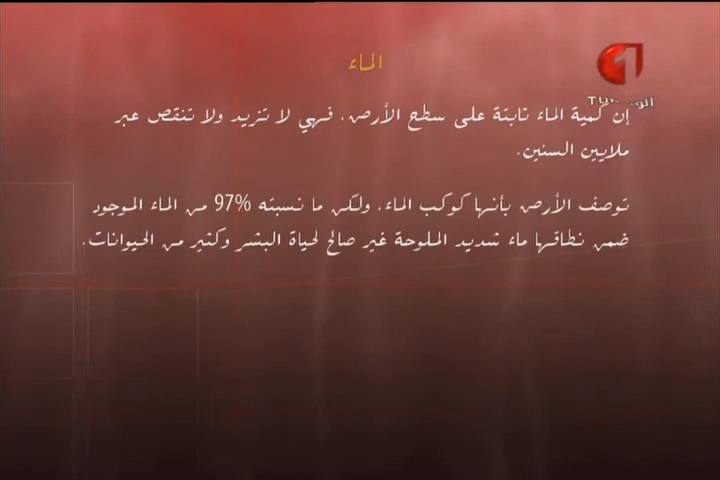 الماء
إن كمية الماء ثابتة على سطح الأرض، فهي لا تزيد ولا تنقص عبر
ملايين السنين.
توصف الأرض بأنها كوكب الماء، ولكن ما نسبته 97% من الماء الموجود
ضمن نطاقها ماء شديد الملوحة غير صالح لحياة البشر وكثير من الحيوانات.
1